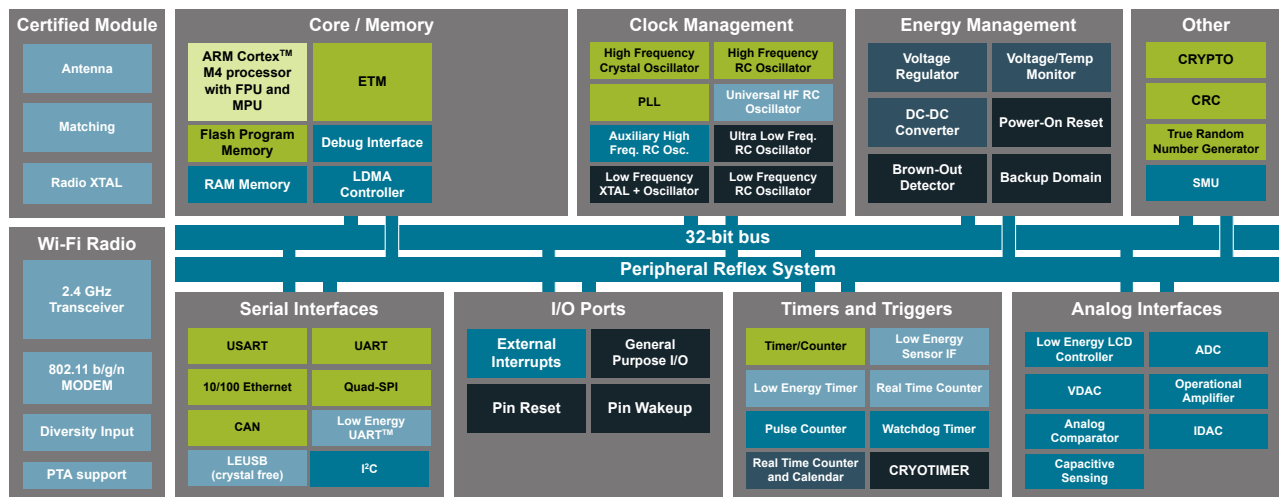 Certified Module
Antenna
Matching
Radio XTAL
Core / Memory
ARM Cortex™
M4 processor
with FPU and
MPU
ETM
Flash Program
Memory
Debug Interface
RAM Memory
LDMA
Controller
Clock Management
High Frequency
Crystal Oscillator
High Frequency
RC Oscillator
PLL
Universal HF RC
Oscillator
Auxiliary High
Freq. RC Osc.
Ultra Low Freq.
RC Oscillator
Low Frequency
XTAL + Oscillator
Low Frequency
RC Oscillator
Energy Management
Voltage
Regulator
Voltage/Temp
Monitor
DC-DC
Converter
Power-On Reset
Brown-Out
Detector
Backup Domain
Other
CRYPTO
CRC
True Random
Number Generator
SMU
32-bit bus
Peripheral Reflex System
Wi-Fi Radio
2.4 GHz
Transceiver
802.11 b/g/n
MODEM
Diversity Input
PTA support
Serial Interfaces
USART
UART
10/100 Ethernet
Quad-SPI
CAN
Low Energy
UART™
LEUSB
(crystal free)
I²C
I/O Ports
External
Interrupts
General
Purpose I/O
Pin Reset
Pin Wakeup
Timers and Triggers
Timer/Counter
Low Energy
Sensor IF
Low Energy Timer
Real Time Counter
Pulse Counter
Watchdog Timer
Real Time Counter
and Calendar
CRYOTIMER
Analog Interfaces
Low Energy LCD
Controller
ADC
VDAC
Operational
Amplifier
Analog
Comparator
IDAC
Capacitive
Sensing